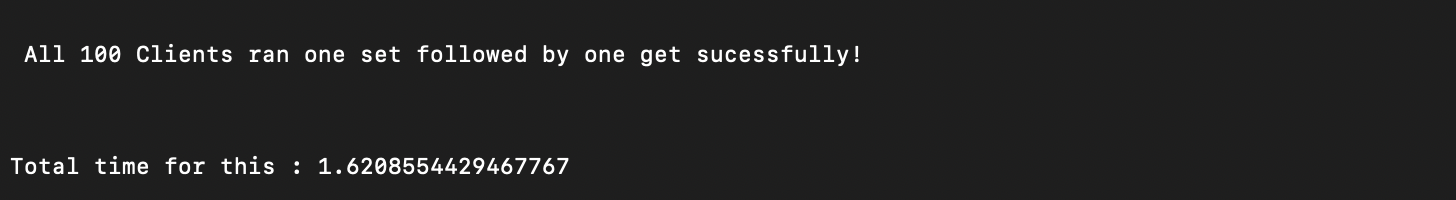 All 100 Clients ran one set followed by one get sucessfully!
Total time for this : 1.6208554429467767